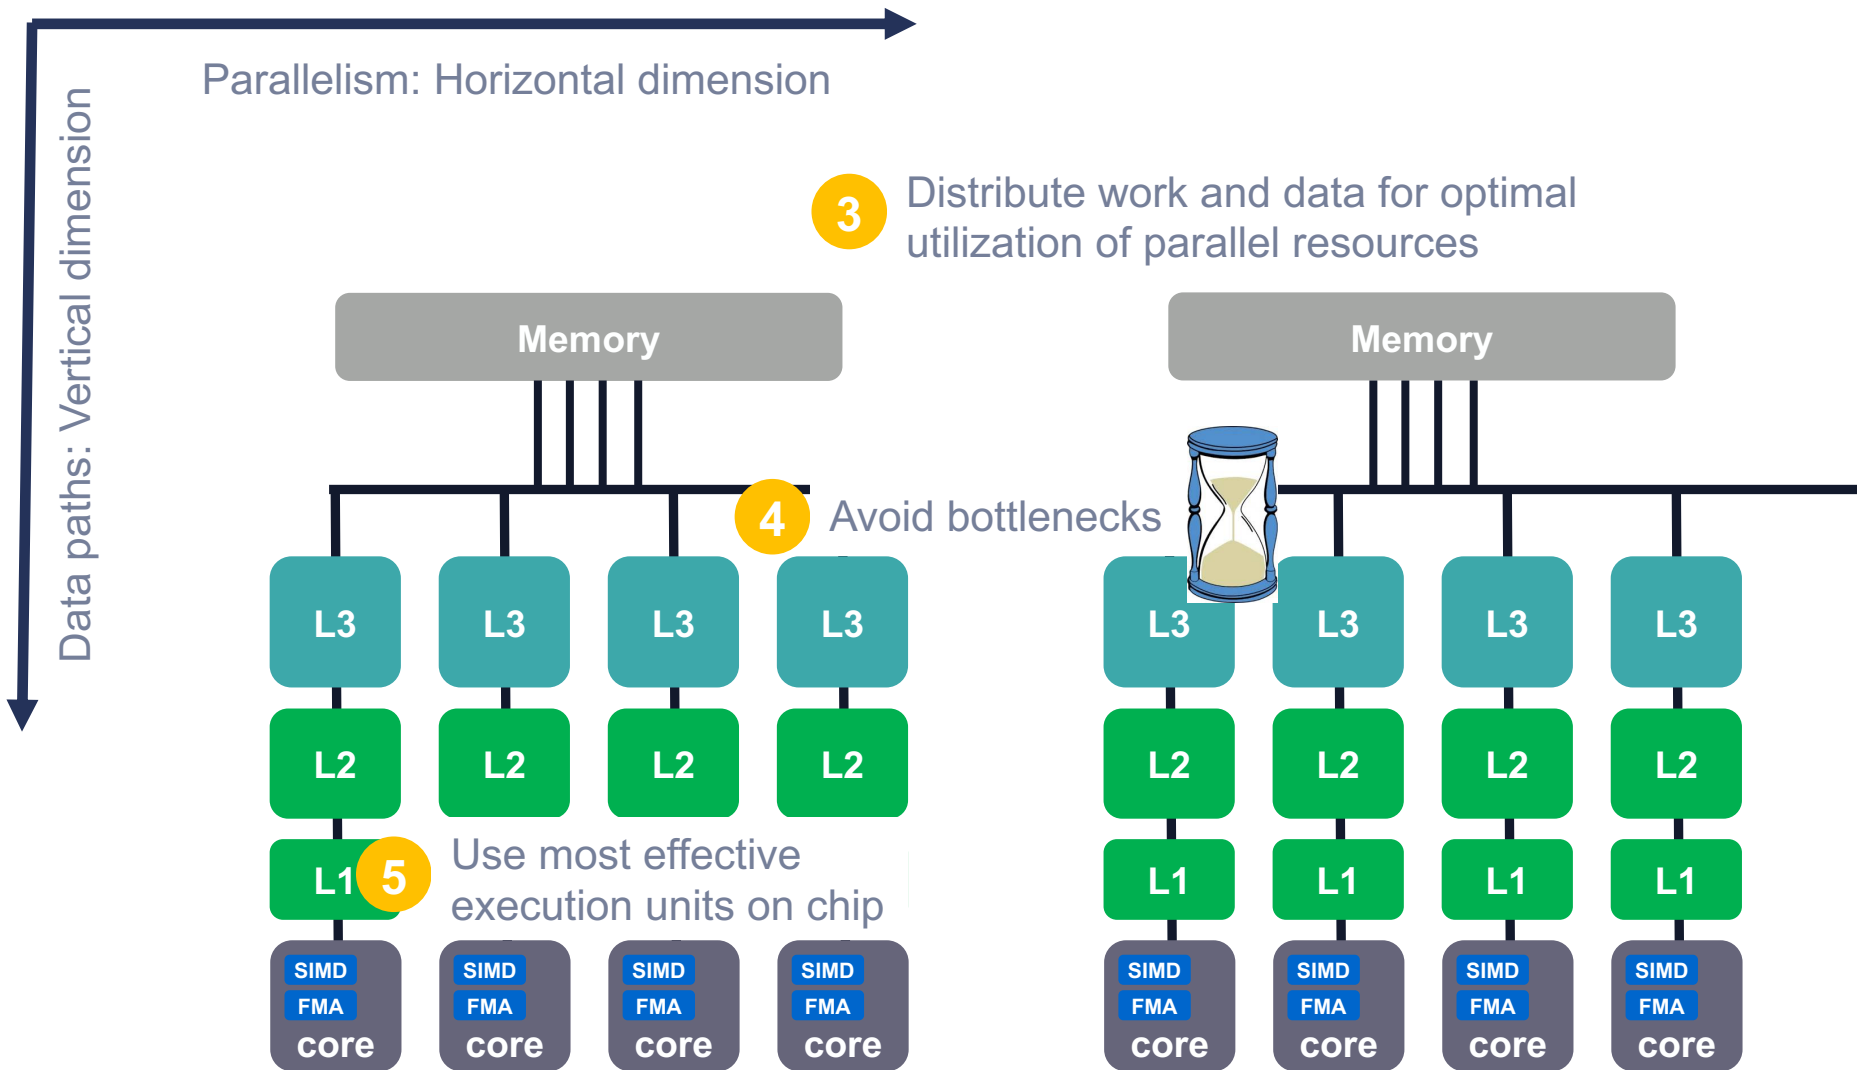 Parallelism: Horizontal dimension
Data paths: Vertical dimension
3
Distribute work and data for optimal
utilization of parallel resources
Memory
Memory
4
Avoid bottlenecks
L3 L3 L3 L3 L3 L3 L3 L3
L2 L2 L2 L2 L2 L2 L2 L2
L1 L1 L1 L1 L1
5
Use most effective
execution units on chip
SIMD SIMD SIMD SIMD SIMD SIMD SIMD SIMD
FMA FMA FMA FMA FMA FMA FMA FMA
core core core core core core core core